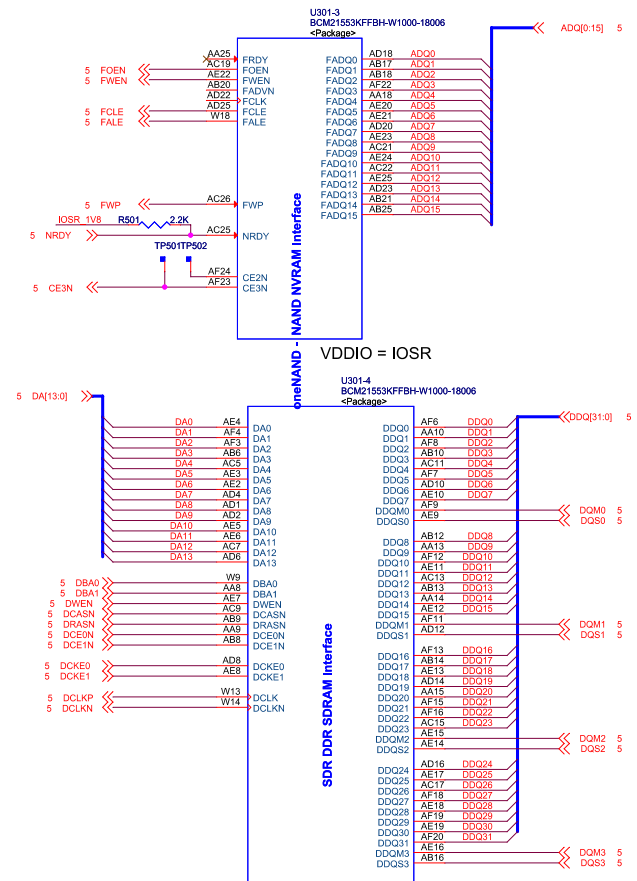 U301-3
BCM21553KFFBH-W1000-18006
<Package>
ADQ[0:15] 5
AA25 FRDY FADQ0 AD18 ADQ0
5 FOEN AC19 FOEN FADQ1 AB17 ADQ1
5 FWEN AE22 FWEN FADQ2 AB18 ADQ2
AB20 FADVN FADQ3 AF22 ADQ3
AD22 FCLK FADQ4 AA18 ADQ4
5 FCLE AD25 FCLE FADQ5 AE20 ADQ5
5 FALE W18 FALE FADQ6 AE21 ADQ6
FADQ7 AD20 ADQ7
FADQ8 AE23 ADQ8
FADQ9 AC21 ADQ9
FADQ10 AE24 ADQ10
FADQ11 AC22 ADQ11
FADQ12 AE25 ADQ12
FADQ13 AD23 ADQ13
5 FWP AC26 FWP FADQ14 AB21 ADQ14
FADQ15 AB25 ADQ15
IOSR_1V8 R501 2.2K
5 NRDY AC25 NRDY
TP501TP502
AF24 CE2N
5 CE3N AF23 CE3N
oneNAND - NAND NVRAM Interface
VDDIO = IOSR
U301-4
BCM21553KFFBH-W1000-18006
<Package>
5 DA[13:0]
DDQ[31:0] 5
DA0 AE4 DA0 DDQ0 AF6 DDQ0
DA1 AF4 DA1 DDQ1 AA10 DDQ1
DA2 AF3 DA2 DDQ2 AF8 DDQ2
DA3 AB6 DA3 DDQ3 AB10 DDQ3
DA4 AC5 DA4 DDQ4 AC11 DDQ4
DA5 AE3 DA5 DDQ5 AF7 DDQ5
DA6 AE2 DA6 DDQ6 AD10 DDQ6
DA7 AD4 DA7 DDQ7 AE10 DDQ7
DA8 AD1 DA8 DDQM0 AF9 DQM0 5
DA9 AD2 DA9 DDQS0 AE9 DQS0 5
DA10 AE5 DA10
DA11 AE6 DA11 DDQ8 AB12 DDQ8
DA12 AC7 DA12 DDQ9 AA13 DDQ9
DA13 AD6 DA13 DDQ10 AF12 DDQ10
DDQ11 AE11 DDQ11
5 DBA0 W9 DBA0 DDQ12 AC13 DDQ12
5 DBA1 AA8 DBA1 DDQ13 AB13 DDQ13
5 DWEN AE7 DWEN DDQ14 AA14 DDQ14
5 DCASN AC9 DCASN DDQ15 AE12 DDQ15
5 DRASN AB9 DRASN DDQM1 AF11 DQM1 5
5 DCE0N AA9 DCE0N DDQS1 AD12 DQS1 5
5 DCE1N AB8 DCE1N
DDQ16 AF13 DDQ16
5 DCKE0 AD8 DCKE0 DDQ17 AB14 DDQ17
5 DCKE1 AE8 DCKE1 DDQ18 AE13 DDQ18
DDQ19 AD14 DDQ19
5 DCLKP W13 DCLK DDQ20 AA15 DDQ20
5 DCLKN W14 DCLKN DDQ21 AF15 DDQ21
DDQ22 AF16 DDQ22
DDQ23 AC15 DDQ23
DDQM2 AE15 DQM2 5
DDQS2 AE14 DQS2 5
DDQ24 AD16 DDQ24
DDQ25 AE17 DDQ25
DDQ26 AC17 DDQ26
DDQ27 AF18 DDQ27
DDQ28 AE18 DDQ28
DDQ29 AF19 DDQ29
DDQ30 AE19 DDQ30
DDQ31 AF20 DDQ31
DDQM3 AE16 DQM3 5
DDQS3 AB16 DQS3 5
SDR DDR SDRAM Interface